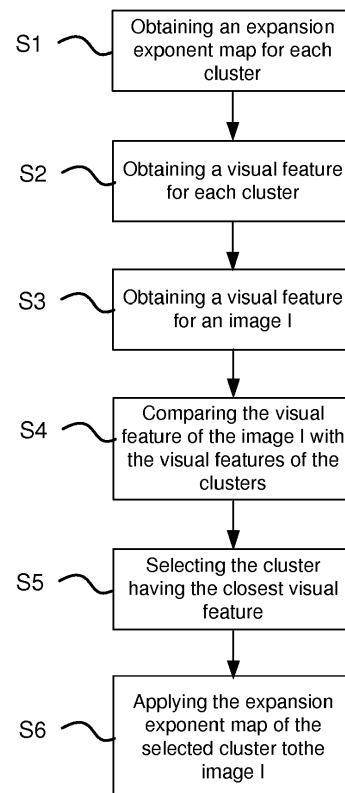 S1
Obtaining an expansion
exponent map for each
cluster
S2
Obtaining a visual feature
for each cluster
S3
Obtaining a visual feature
for an image I
S4
Comparing the visual
feature of the image I with
the visual features of the
clusters
S5
Selecting the cluster
having the closest visual
feature
S6
Applying the expansion
exponent map of the
selected cluster tothe
image I